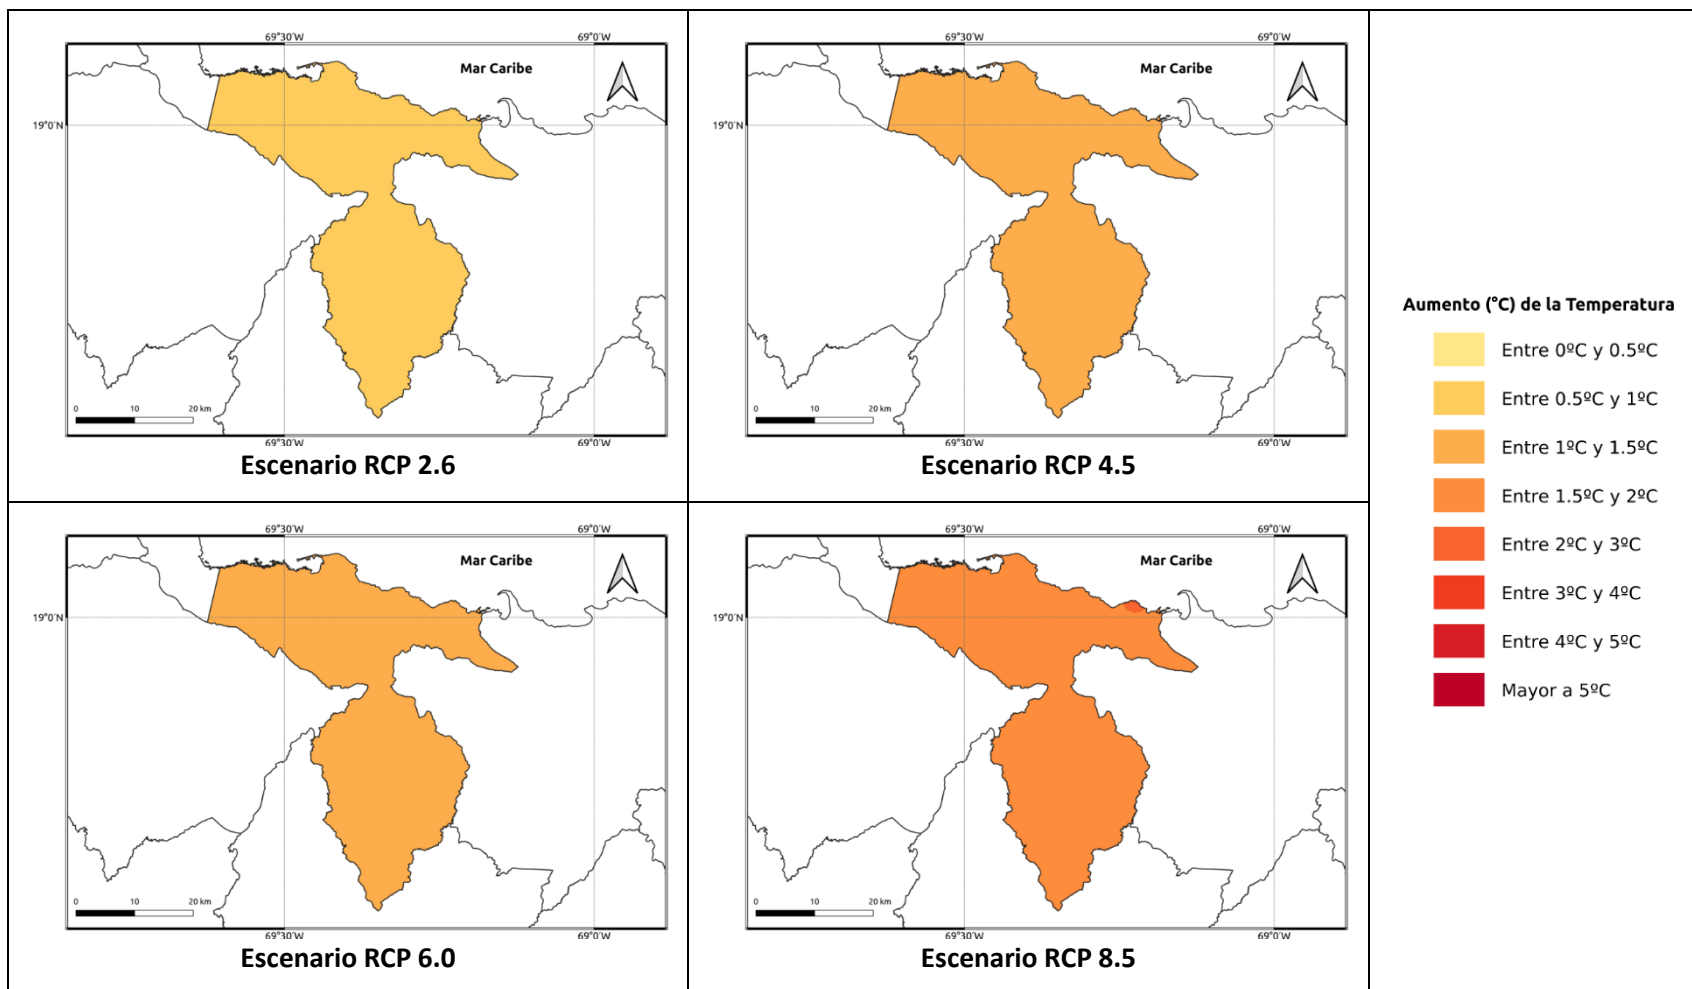 69°30'W 69°0'W
Mar Caribe
19°0'N
0 10 20 km
69°30'W 69°0'W
Escenario RCP 2.6
69°30'W 69°0'W
Mar Caribe
19°0'N
0 10 20 km
69°30'W 69°0'W
Escenario RCP 4.5
Aumento (°C) de la Temperatura
Entre 0ºC y 0.5ºC
Entre 0.5ºC y 1ºC
Entre 1ºC y 1.5ºC
Entre 1.5ºC y 2ºC
Entre 2ºC y 3ºC
Entre 3ºC y 4ºC
Entre 4ºC y 5ºC
Mayor a 5ºC
69°30'W 69°0'W
Mar Caribe
19°0'N
0 10 20 km
69°30'W 69°0'W
Escenario RCP 6.0
69°30'W 69°0'W
Mar Caribe
19°0'N
0 10 20 km
69°30'W 69°0'W
Escenario RCP 8.5